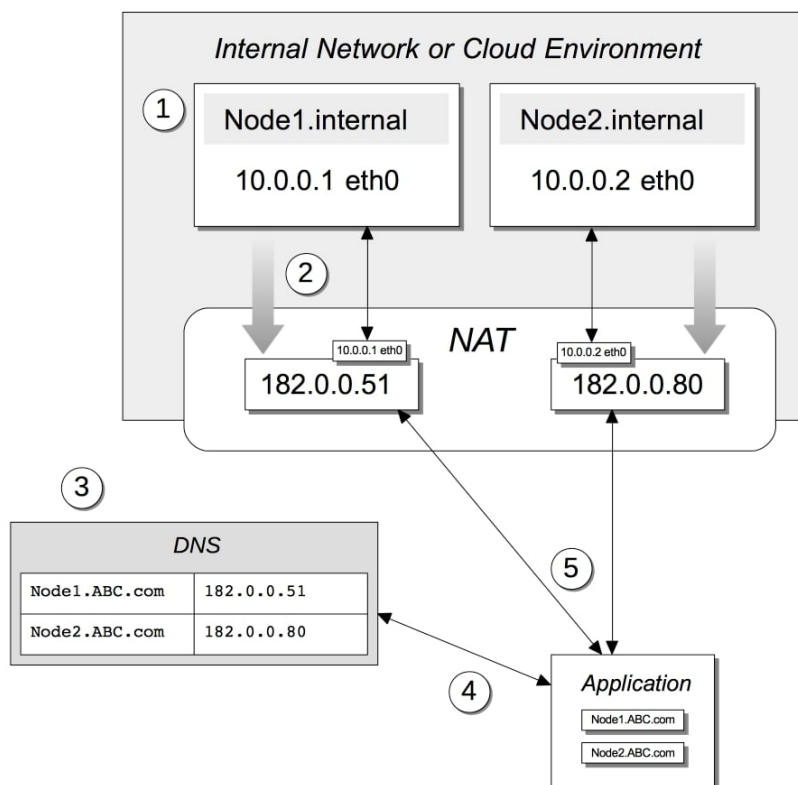 Internal Network or Cloud Environment
1
Node1.internal
10.0.0.1 eth0
Node2.internal
10.0.0.2 eth0
2
NAT
10.0.0.1 eth0
182.0.0.51
10.0.0.2 eth0
182.0.0.80
3
DNS
Node1.ABC.com 182.0.0.51
Node2.ABC.com 182.0.0.80
5
4
Application
Node1.ABC.com
Node2.ABC.com